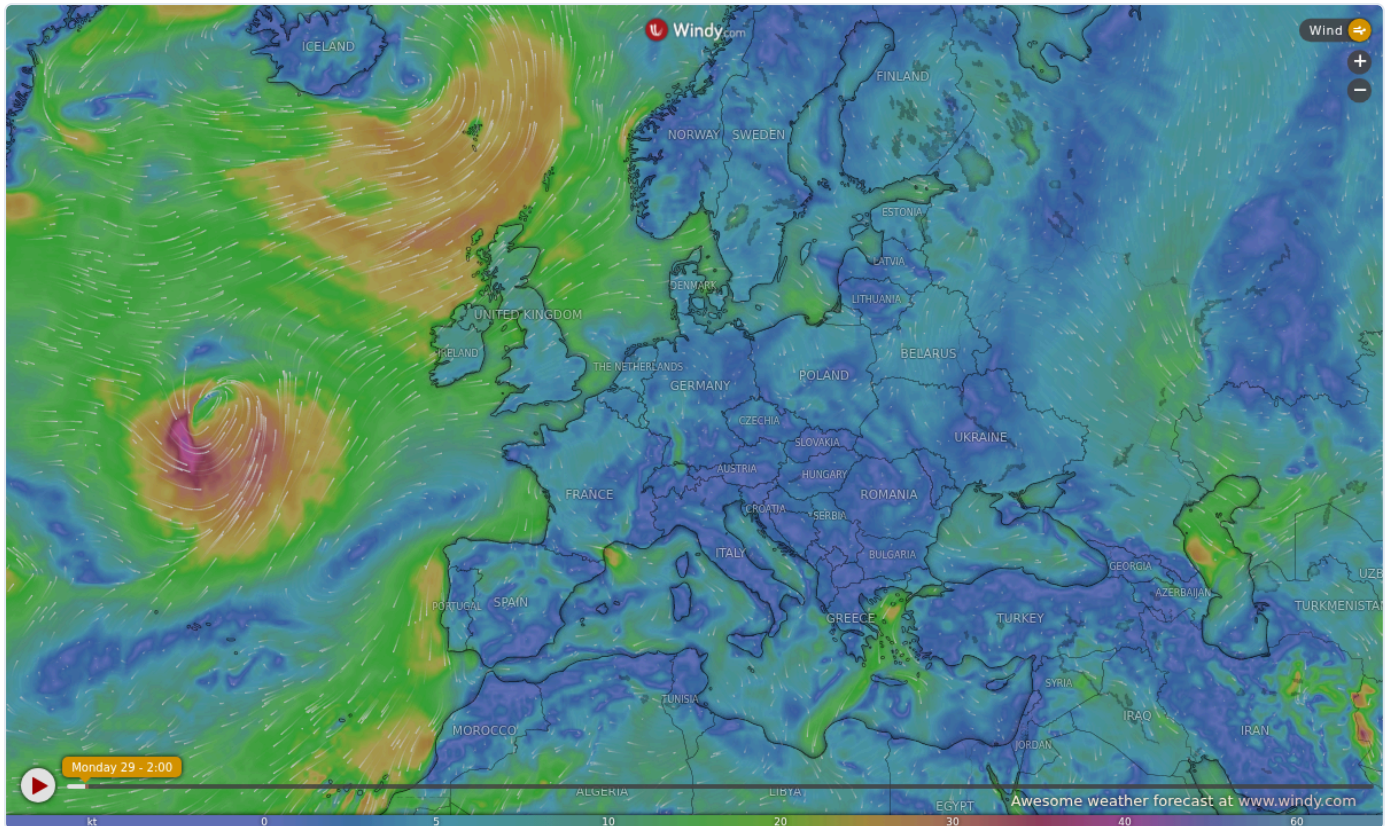 Windy.com
Wind
+
−
ICELAND
FINLAND
NORWAY
SWEDEN
ESTONIA
LATVIA
DENMARK
LITHUANIA
UNITED KINGDOM
IRELAND
BELARUS
THE NETHERLANDS
POLAND
GERMANY
CZECHIA
UKRAINE
SLOVAKIA
AUSTRIA
HUNGARY
FRANCE
ROMANIA
CROATIA
SERBIA
ITALY
BULGARIA
GEORGIA
UZB
AZERBAIJAN
PORTUGAL
SPAIN
TURKMENISTAN
GREECE
TURKEY
SYRIA
TUNISIA
IRAQ
MOROCCO
IRAN
JORDAN
Monday 29 - 2:00
ALGERIA
LIBYA
EGYPT
Awesome weather forecast at www.windy.com
kt 0 5 10 20 30 40 60